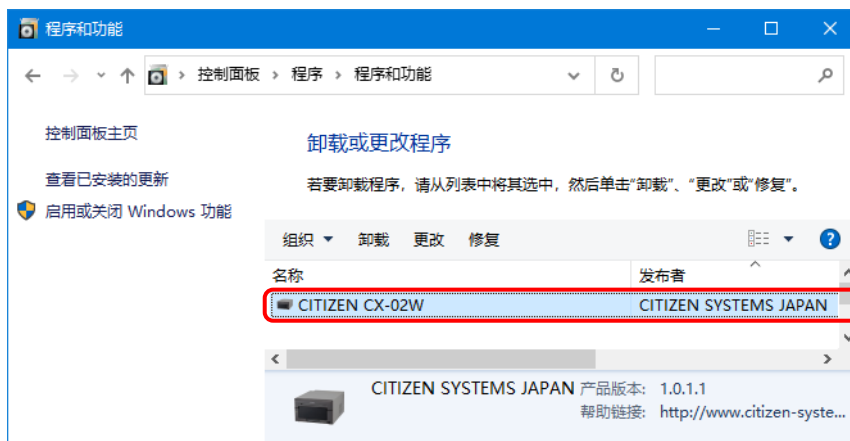 程序和功能
控制面板 › 程序 › 程序和功能
控制面板主页
查看已安装的更新
启用或关闭 Windows 功能
卸载或更改程序
若要卸载程序，请从列表中将其选中，然后单击“卸载”、“更改”或“修复”。
组织 卸载 更改 修复
名称 发布者
CITIZEN CX-02W CITIZEN SYSTEMS JAPAN
CITIZEN SYSTEMS JAPAN 产品版本: 1.0.1.1
帮助链接: http://www.citizen-syste...